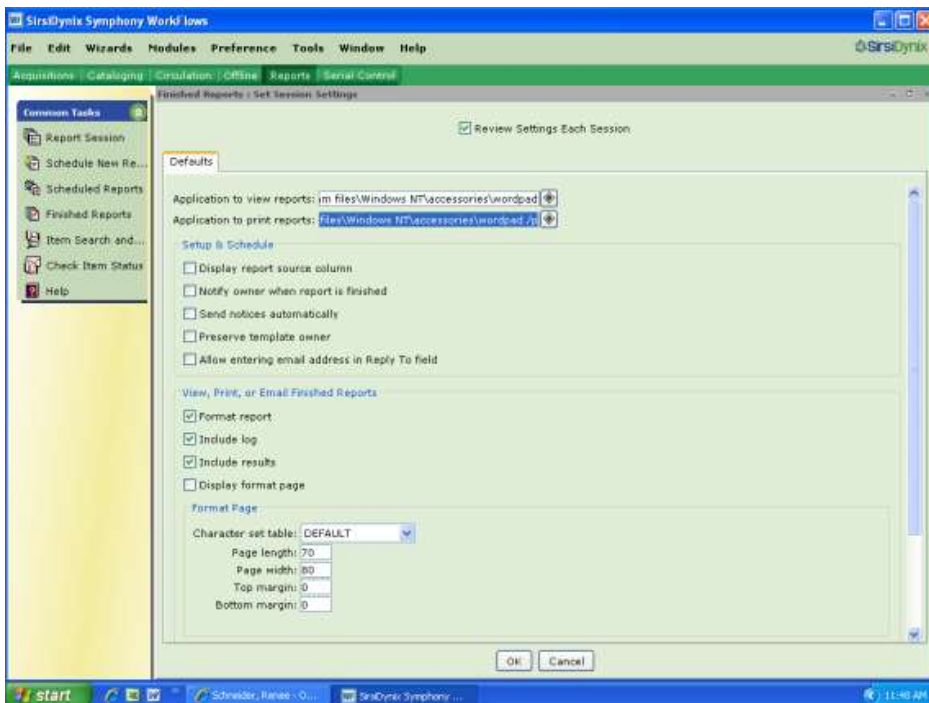 SirsiDynix Symphony WorkFlows
File Edit Wizards Modules Preference Tools Window Help
SirsiDynix
Acquisitions Cataloging Circulation Offline Reports Serial Control
Finished Reports : Set Session Settings
Common Tasks
Report Session
Schedule New Re...
Scheduled Reports
Finished Reports
Item Search and...
Check Item Status
Help
Review Settings Each Session
Defaults
Application to view reports: im files\Windows NT\accessories\wordpad
Application to print reports: files\Windows NT\accessories\wordpad /p
Setup & Schedule
Display report source column
Notify owner when report is finished
Send notices automatically
Preserve template owner
Allow entering email address in Reply To field
View, Print, or Email Finished Reports
Format report
Include log
Include results
Display format page
Format Page
Character set table: DEFAULT
Page length: 70
Page width: 80
Top margin: 0
Bottom margin: 0
OK Cancel
start
Schneider, Renee - O...
SirsiDynix Symphony ...
11:48 AM